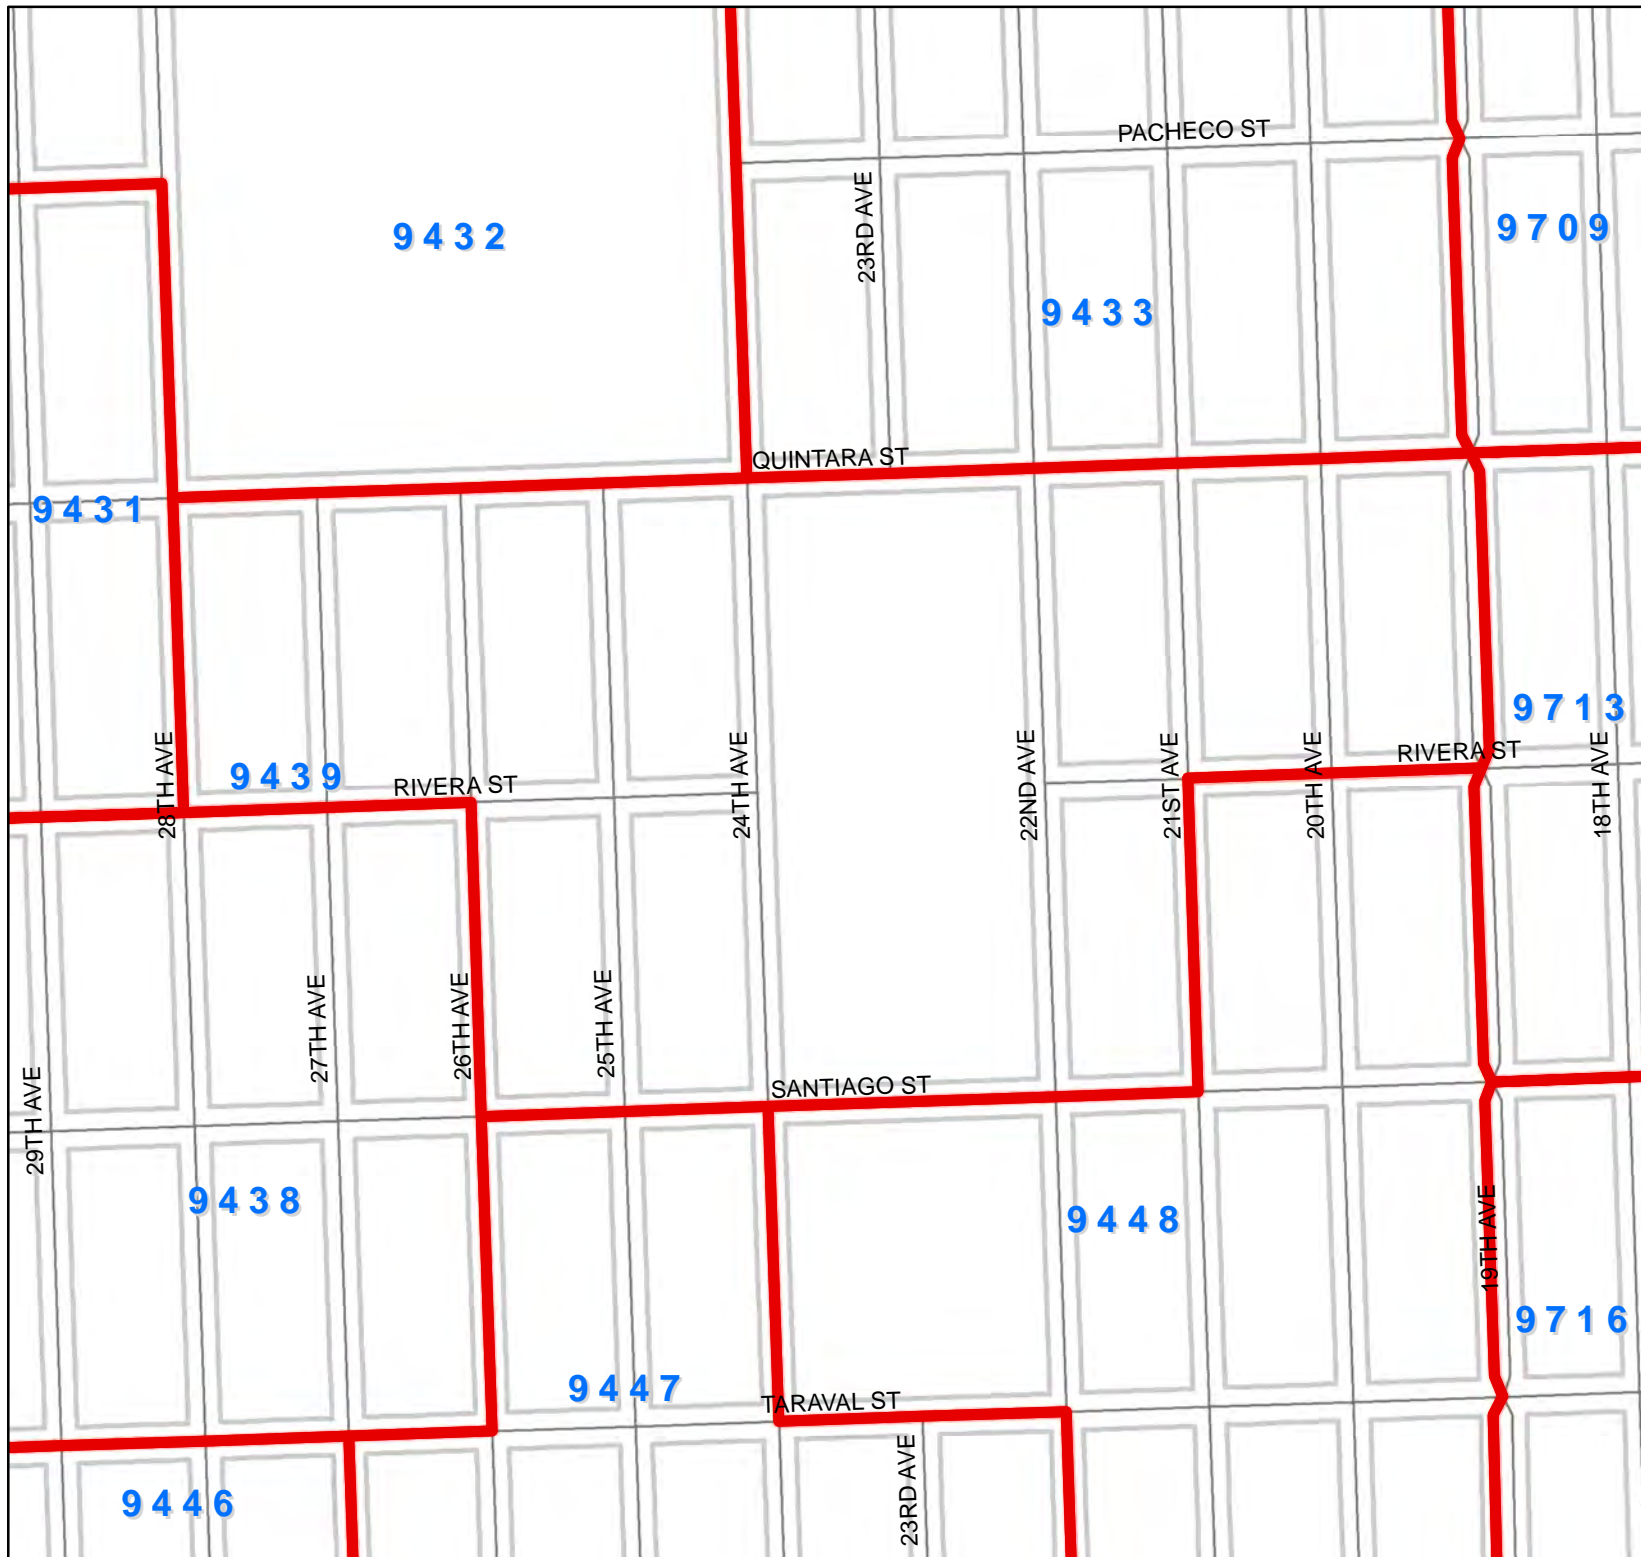 PACHECO ST
9432
23RD AVE
9709
9433
QUINTARA ST
9431
9713
RIVERA ST
28TH AVE
9439
RIVERA ST
24TH AVE
22ND AVE
21ST AVE
20TH AVE
18TH AVE
27TH AVE
26TH AVE
25TH AVE
29TH AVE
SANTIAGO ST
9438
9448
19TH AVE
9716
9447
TARAVAL ST
9446
23RD AVE